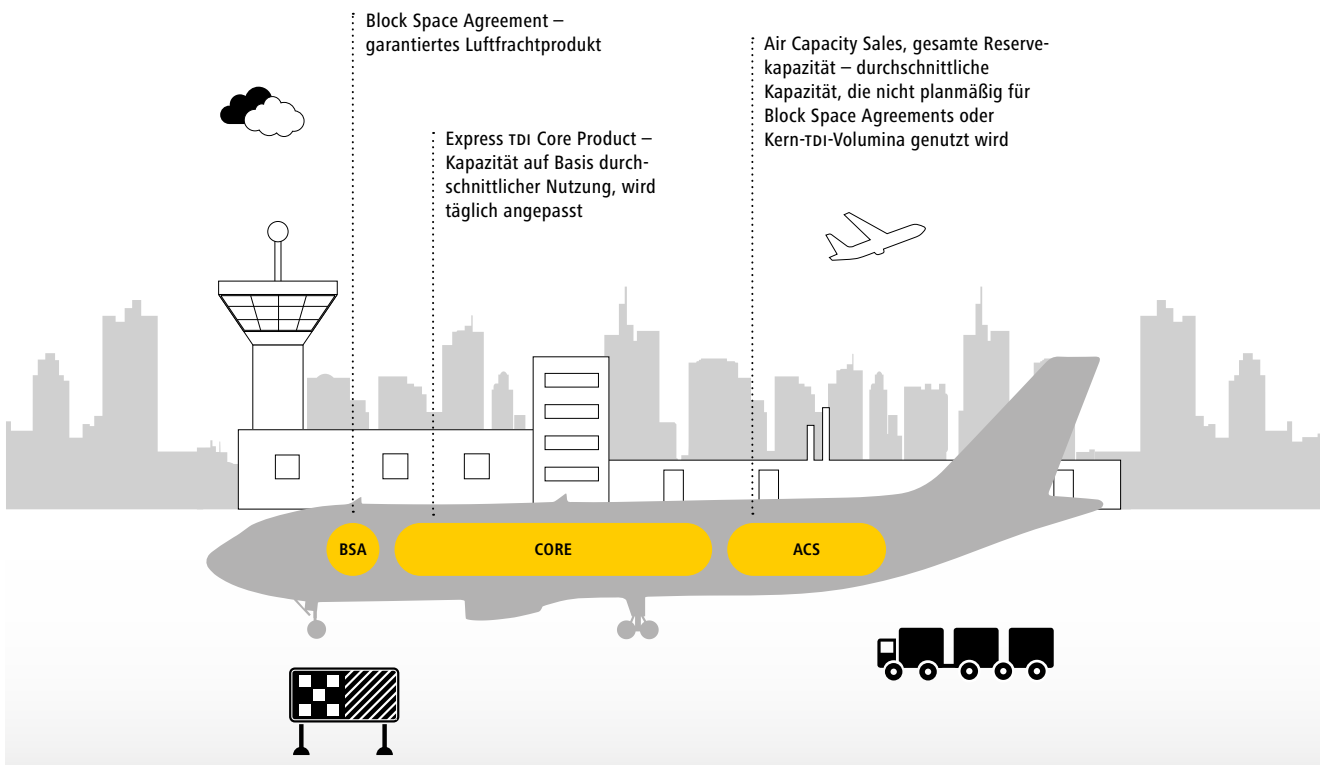 Block Space Agreement –
garantiertes Luftfrachtprodukt
Air Capacity Sales, gesamte Reserve-
kapazität – durchschnittliche
Kapazität, die nicht planmäßig für
Block Space Agreements oder
Kern-TDI-Volumina genutzt wird
Express TDI Core Product –
Kapazität auf Basis durch-
schnittlicher Nutzung, wird
täglich angepasst
BSA
CORE
ACS